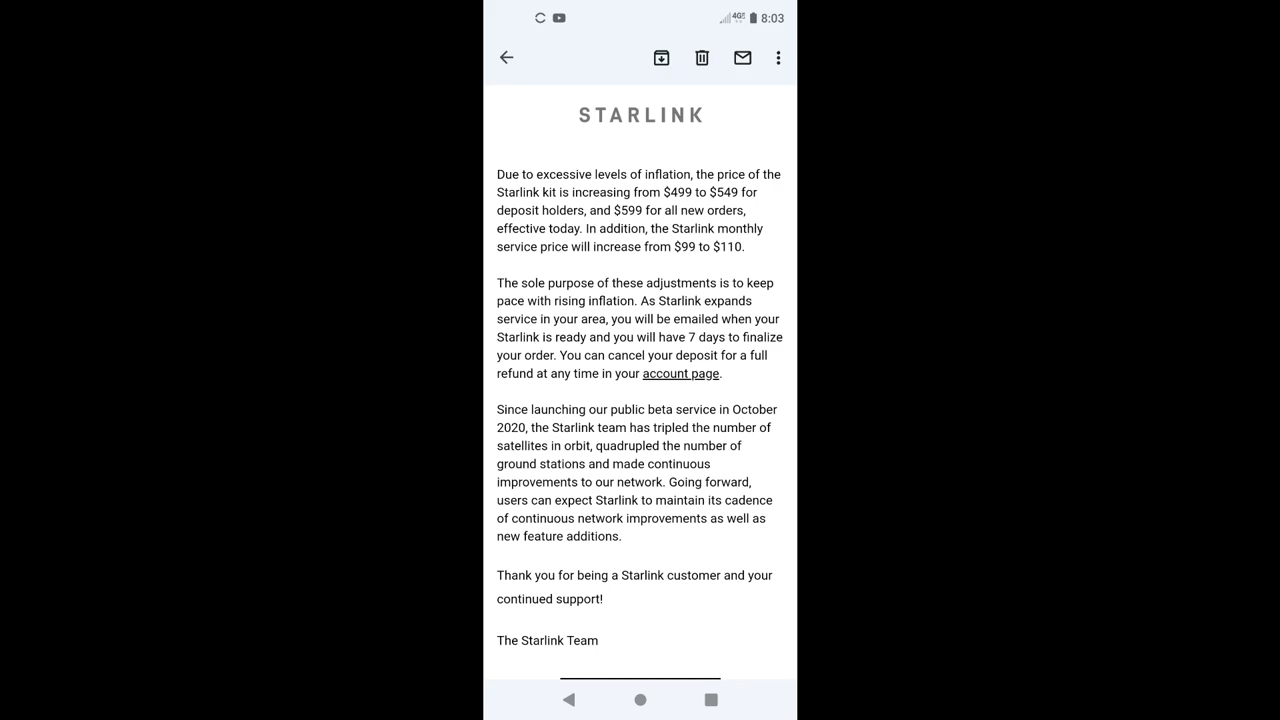 4G 8:03
STARLINK
Due to excessive levels of inflation, the price of the
Starlink kit is increasing from $499 to $549 for
deposit holders, and $599 for all new orders,
effective today. In addition, the Starlink monthly
service price will increase from $99 to $110.
The sole purpose of these adjustments is to keep
pace with rising inflation. As Starlink expands
service in your area, you will be emailed when your
Starlink is ready and you will have 7 days to finalize
your order. You can cancel your deposit for a full
refund at any time in your account page.
Since launching our public beta service in October
2020, the Starlink team has tripled the number of
satellites in orbit, quadrupled the number of
ground stations and made continuous
improvements to our network. Going forward,
users can expect Starlink to maintain its cadence
of continuous network improvements as well as
new feature additions.
Thank you for being a Starlink customer and your
continued support!
The Starlink Team